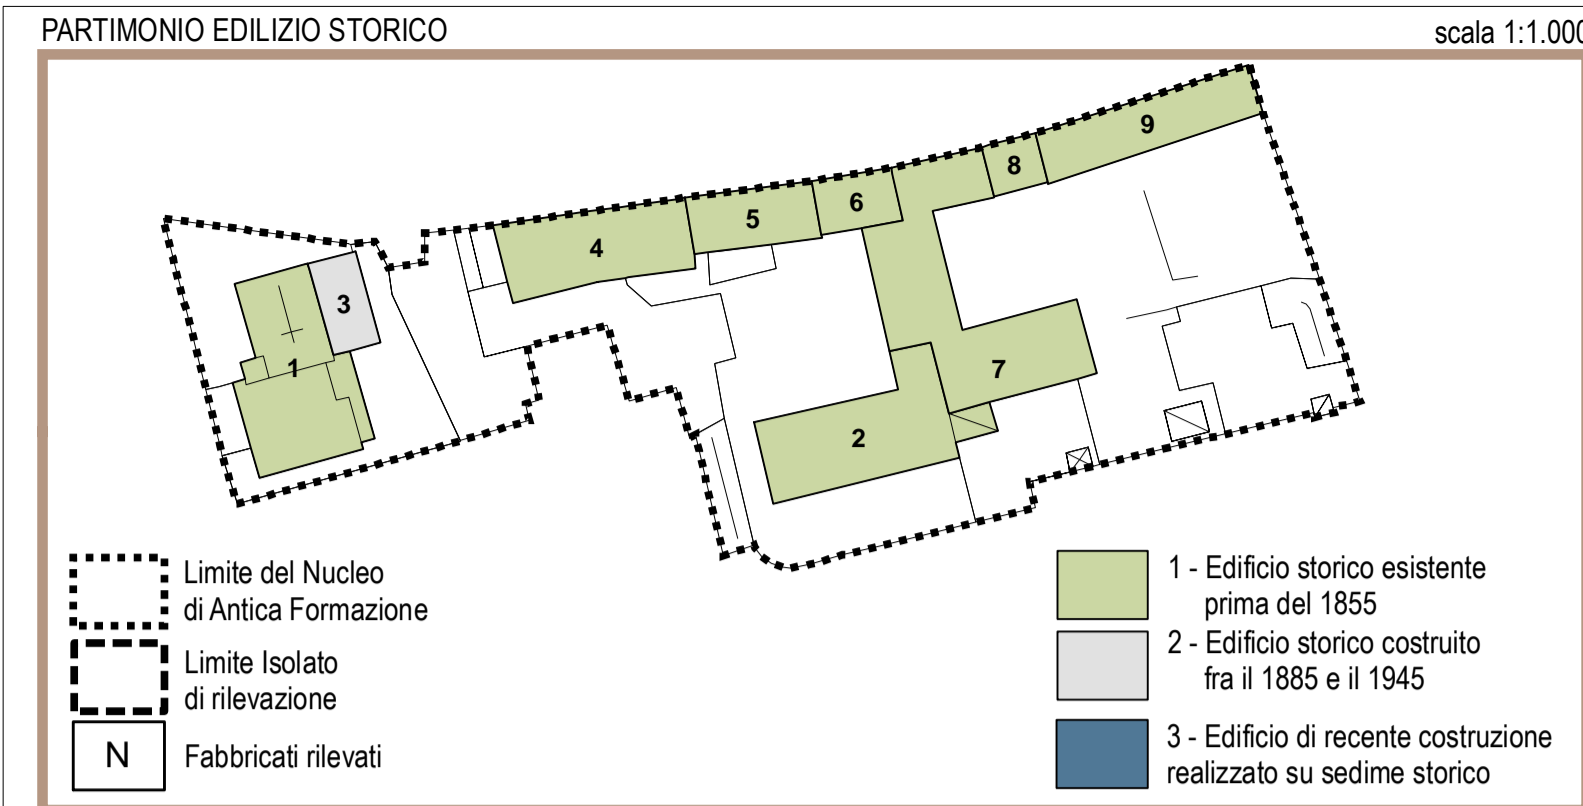 PARTIMONIO EDILIZIO STORICO
scala 1:1.000
9
8
6
5
4
3
1
7
2
Limite del Nucleo
di Antica Formazione
Limite Isolato
di rilevazione
N
Fabbricati rilevati
1 - Edificio storico esistente
prima del 1855
2 - Edificio storico costruito
fra il 1885 e il 1945
3 - Edificio di recente costruzione
realizzato su sedime storico